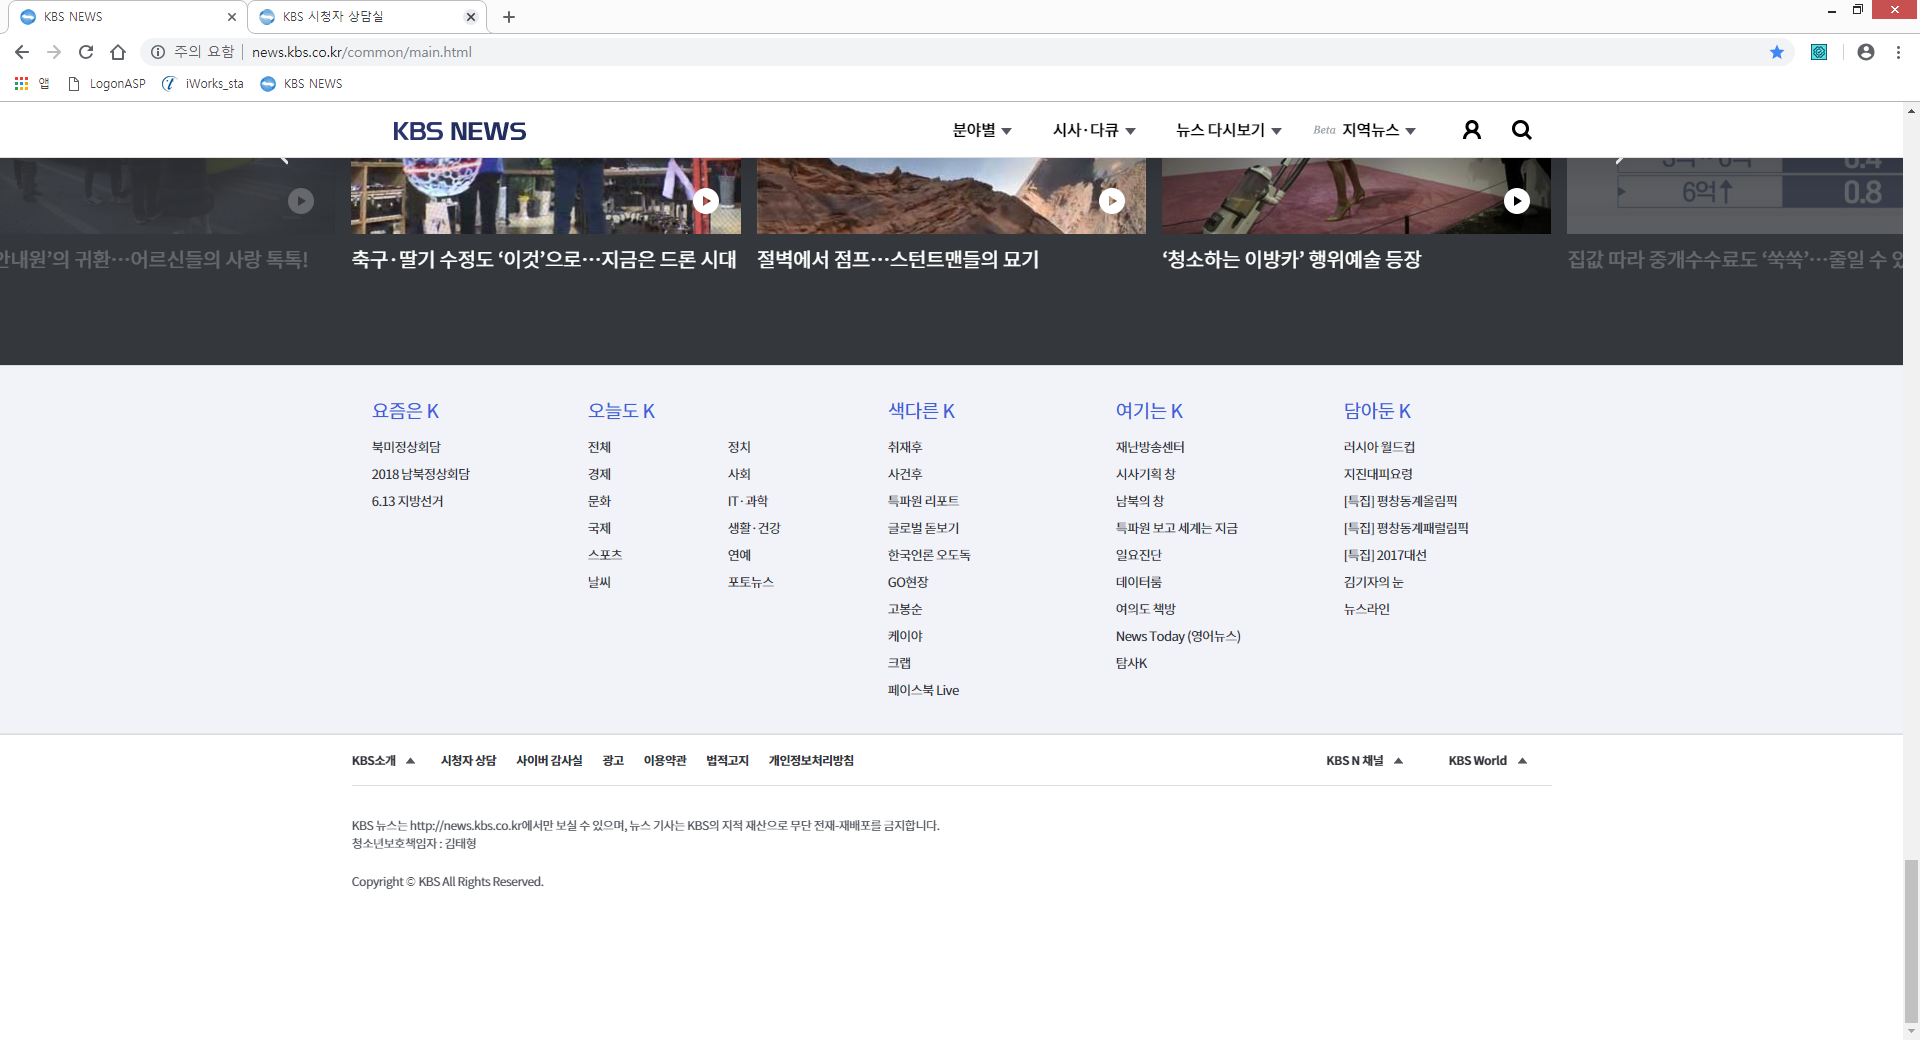 KBS NEWS
KBS 시청자 상담실
주의 요함
news.kbs.co.kr/common/main.html
앱
LogonASP
iWorks_sta
KBS NEWS
KBS NEWS
분야별
시사·다큐
뉴스 다시보기
Beta 지역뉴스
6억↑
0.8
안내원’의 귀환…어르신들의 사랑 톡톡!
축구·딸기 수정도 ‘이것’으로…지금은 드론 시대
절벽에서 점프…스턴트맨들의 묘기
‘청소하는 이방카’ 행위예술 등장
집값 따라 중개수수료도 ‘쑥쑥’…줄일 수 있
요즘은 K
북미정상회담
2018 남북정상회담
6.13 지방선거
오늘도 K
전체
정치
경제
사회
문화
IT·과학
국제
생활·건강
스포츠
연예
날씨
포토뉴스
색다른 K
취재후
사건후
특파원 리포트
글로벌 돋보기
한국언론 오도독
GO현장
고봉순
케이야
크랩
페이스북 Live
여기는 K
재난방송센터
시사기획 창
남북의 창
특파원 보고 세계는 지금
일요진단
데이터룸
여의도 책방
News Today (영어뉴스)
탐사K
담아둔 K
러시아 월드컵
지진대피요령
[특집] 평창동계올림픽
[특집] 평창동계패럴림픽
[특집] 2017대선
김기자의 눈
뉴스라인
KBS소개
시청자 상담
사이버 감사실
광고
이용약관
법적고지
개인정보처리방침
KBS N 채널
KBS World
KBS 뉴스는 http://news.kbs.co.kr에서만 보실 수 있으며, 뉴스 기사는 KBS의 지적 재산으로 무단 전재-재배포를 금지합니다.
청소년보호책임자 : 김태형
Copyright © KBS All Rights Reserved.